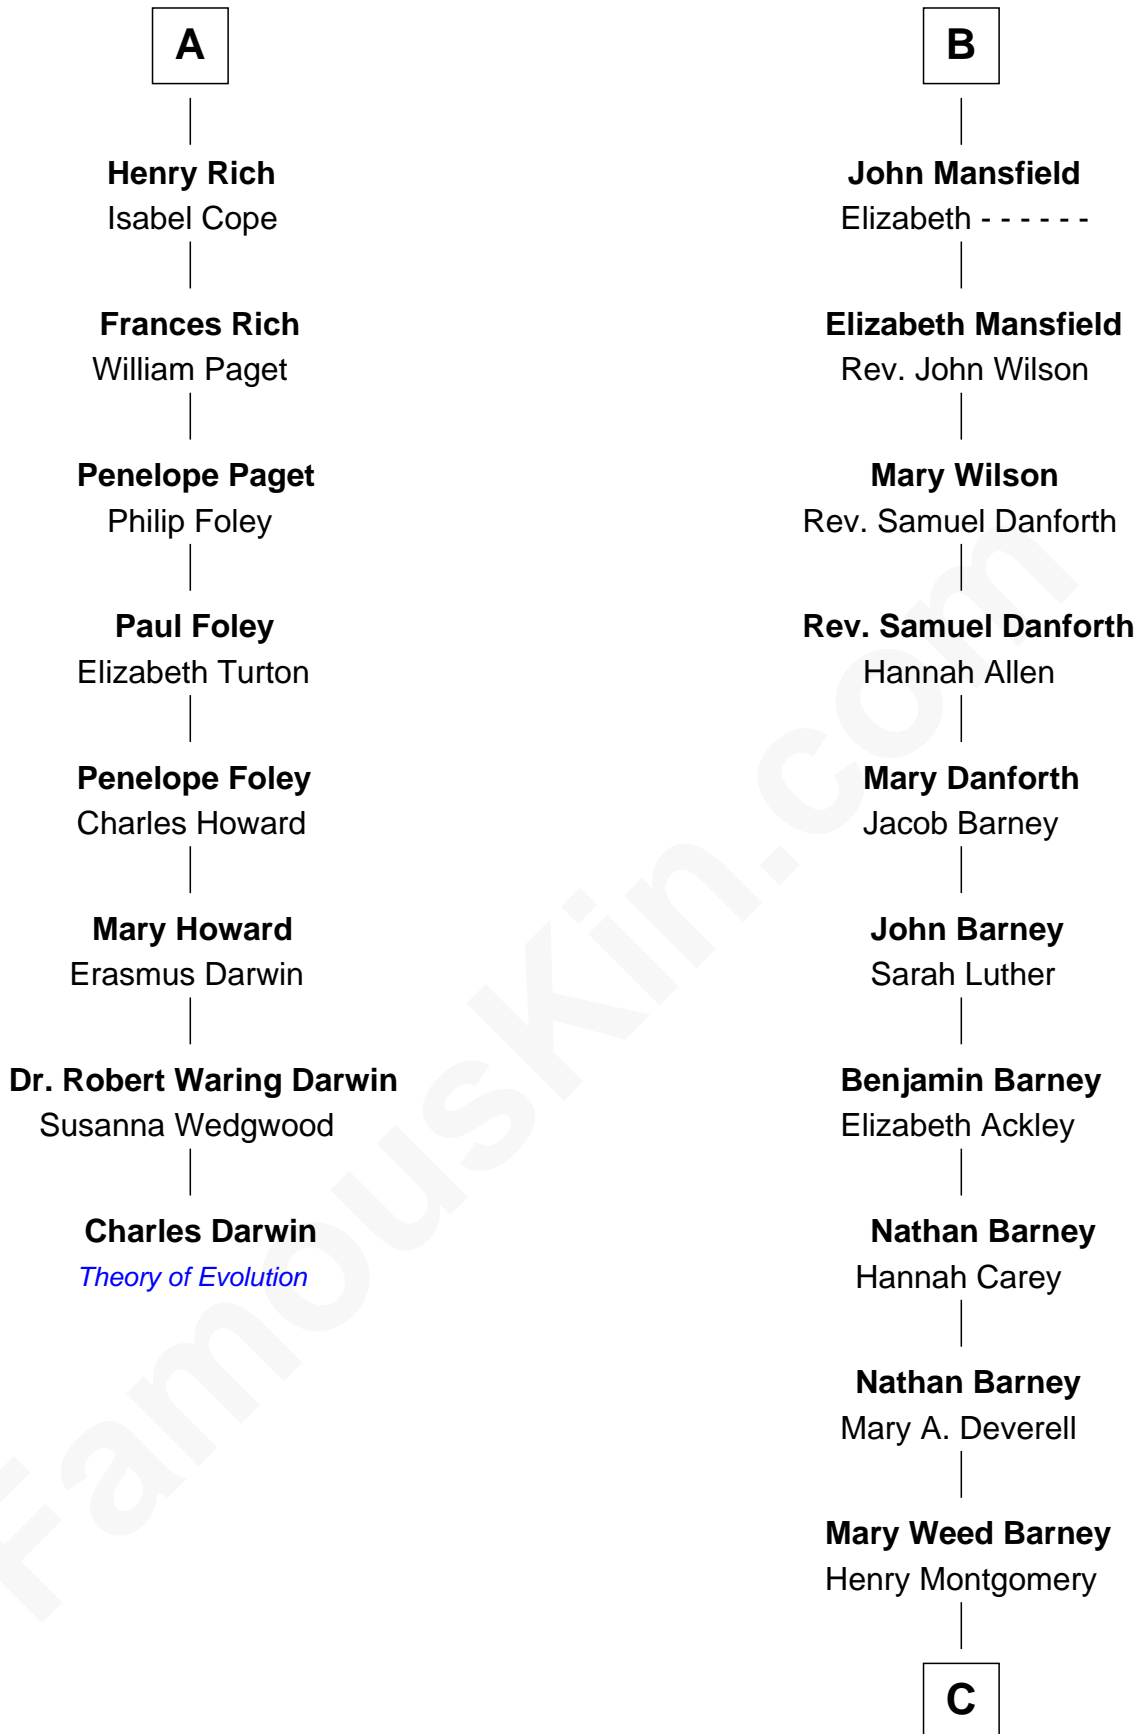 A
Henry Rich
Isabel Cope
Frances Rich
William Paget
Penelope Paget
Philip Foley
Paul Foley
Elizabeth Turton
Penelope Foley
Charles Howard
Mary Howard
Erasmus Darwin
Dr. Robert Waring Darwin
Susanna Wedgwood
Charles Darwin
Theory of Evolution
B
John Mansfield
Elizabeth - - - - - -
Elizabeth Mansfield
Rev. John Wilson
Mary Wilson
Rev. Samuel Danforth
Rev. Samuel Danforth
Hannah Allen
Mary Danforth
Jacob Barney
John Barney
Sarah Luther
Benjamin Barney
Elizabeth Ackley
Nathan Barney
Hannah Carey
Nathan Barney
Mary A. Deverell
Mary Weed Barney
Henry Montgomery
C
FamousKin.com